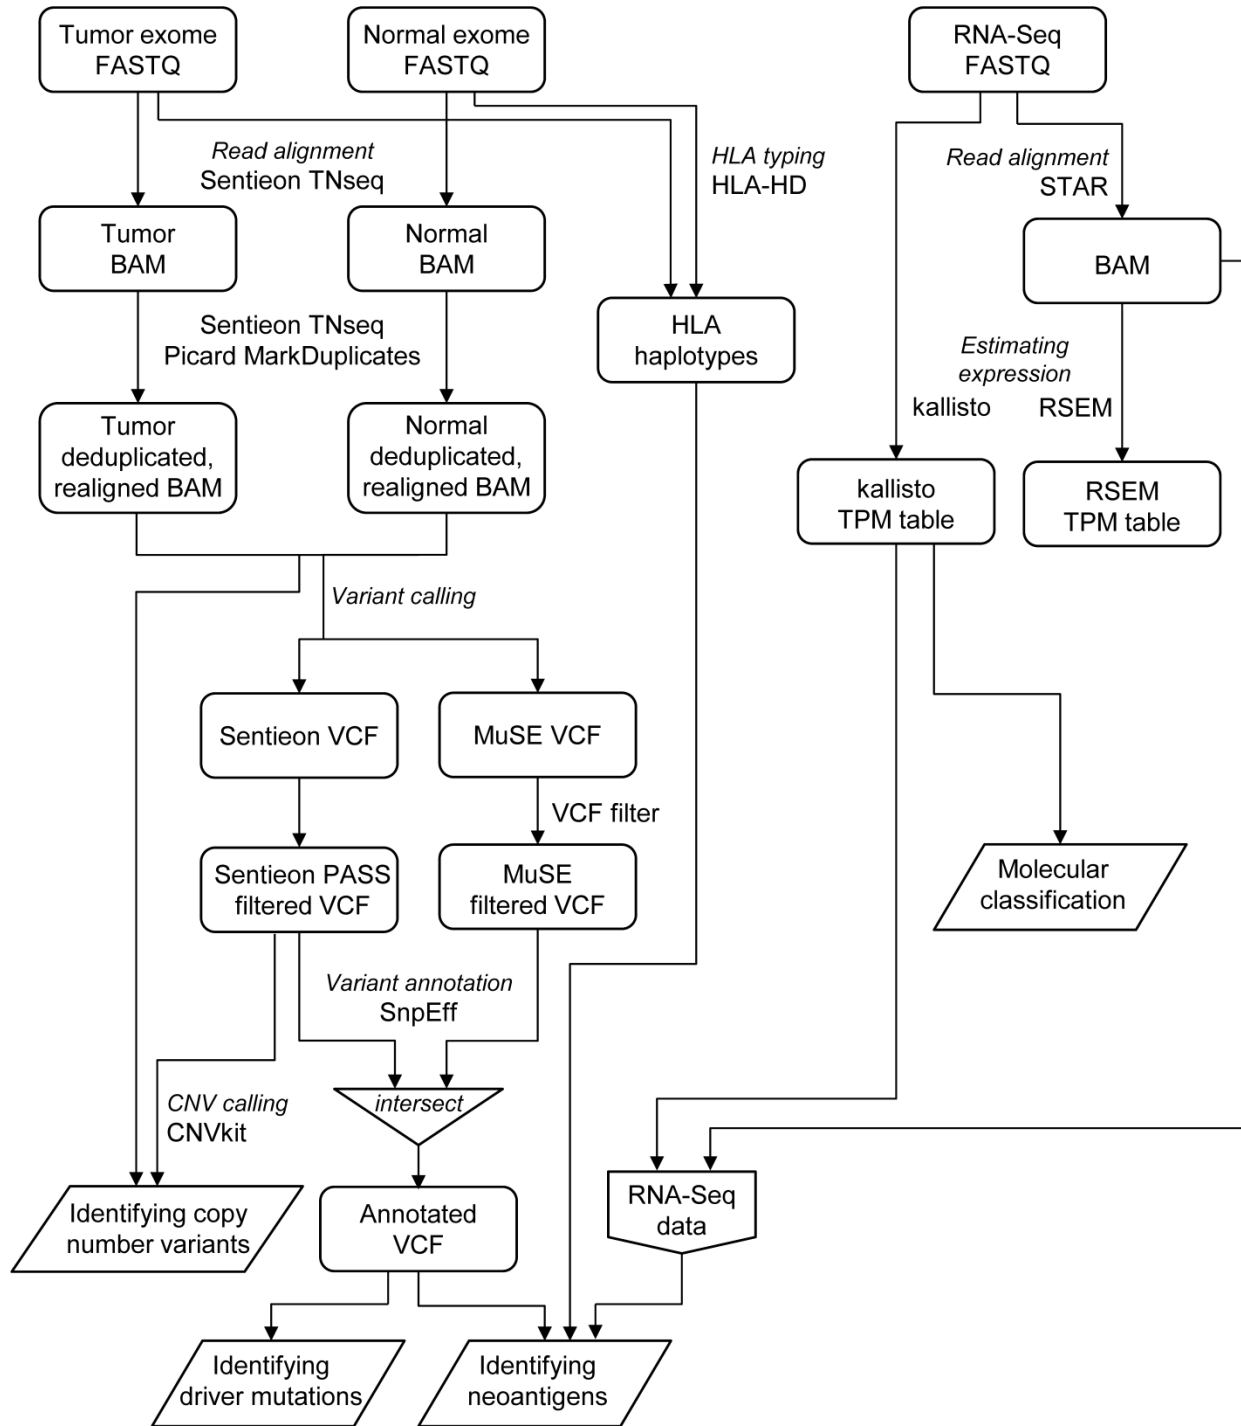 Tumor exome
FASTQ
Normal exome
FASTQ
RNA-Seq
FASTQ
Read alignment
Sentieon TNseq
HLA typing
HLA-HD
Read alignment
STAR
Tumor
BAM
Normal
BAM
BAM
Sentieon TNseq
Picard MarkDuplicates
HLA
haplotypes
Estimating
expression
kallisto
RSEM
Tumor
deduplicated,
realigned BAM
Normal
deduplicated,
realigned BAM
kallisto
TPM table
RSEM
TPM table
Variant calling
Sentieon VCF
MuSE VCF
VCF filter
Sentieon PASS
filtered VCF
MuSE
filtered VCF
Molecular
classification
Variant annotation
SnpEff
CNV calling
CNVkit
intersect
Identifying copy
number variants
Annotated
VCF
RNA-Seq
data
Identifying
driver mutations
Identifying
neoantigens